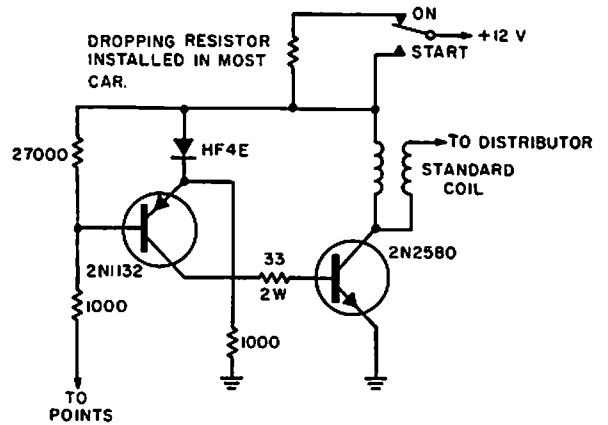 ON
+12 V
START
DROPPING RESISTOR
INSTALLED IN MOST
CAR.
27000
HF4E
TO DISTRIBUTOR
STANDARD
COIL
2N1132
33
2W
2N2580
1000
1000
TO
POINTS